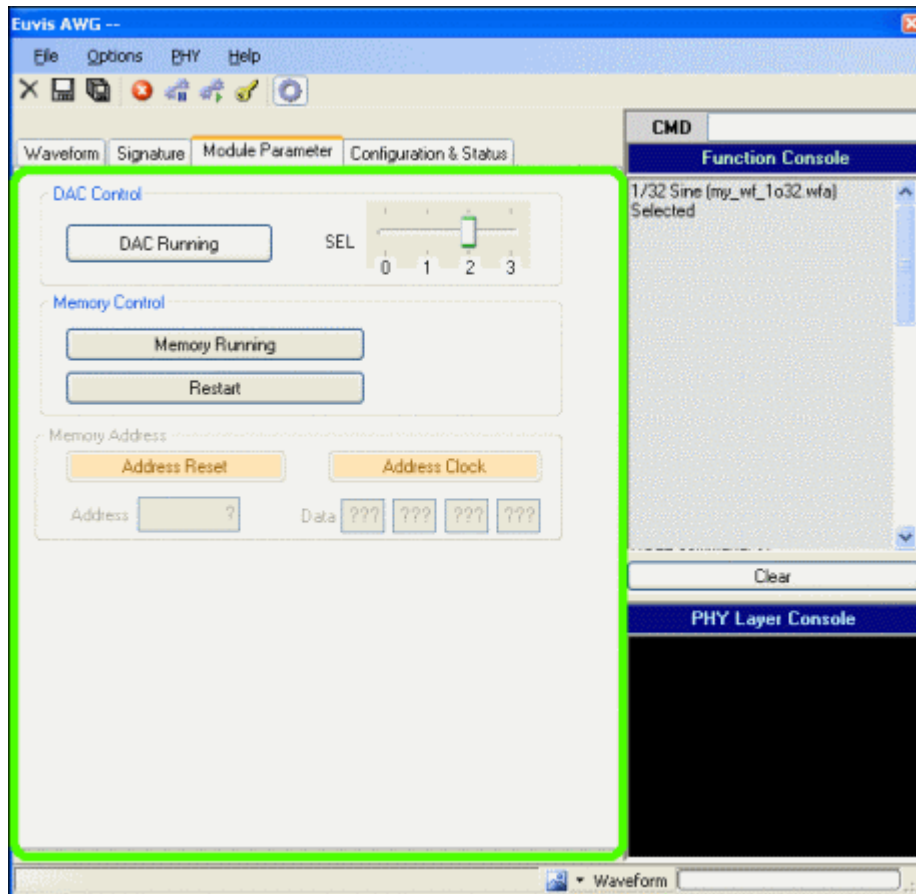 Euvis AWG --
File Options PHY Help
Waveform Signature Module Parameter Configuration & Status
DAC Control
DAC Running
SEL
0 1 2 3
Memory Control
Memory Running
Restart
Memory Address
Address Reset Address Clock
Address ? Data ??? ??? ??? ???
CMD
Function Console
1/32 Sine (my_wf_1o32.wfa)
Selected
Clear
PHY Layer Console
Waveform